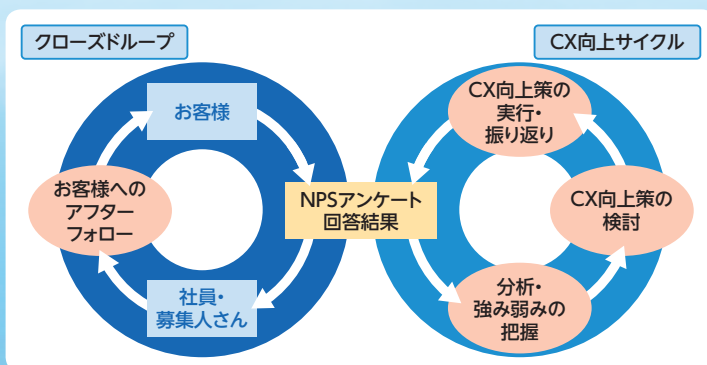 クローズドループ
CX向上サイクル
お客様
お客様への
アフター
フォロー
社員・
募集人さん
NPSアンケート
回答結果
CX向上策の
実行・
振り返り
CX向上策の
検討
分析・
強み弱みの
把握